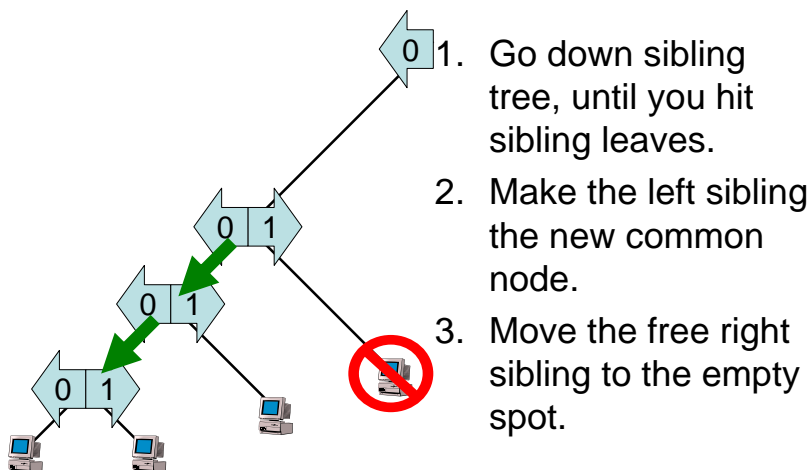 0
1. Go down sibling
tree, until you hit
sibling leaves.
2. Make the left sibling
the new common
node.
3. Move the free right
sibling to the empty
spot.
0 1
0 1
0 1